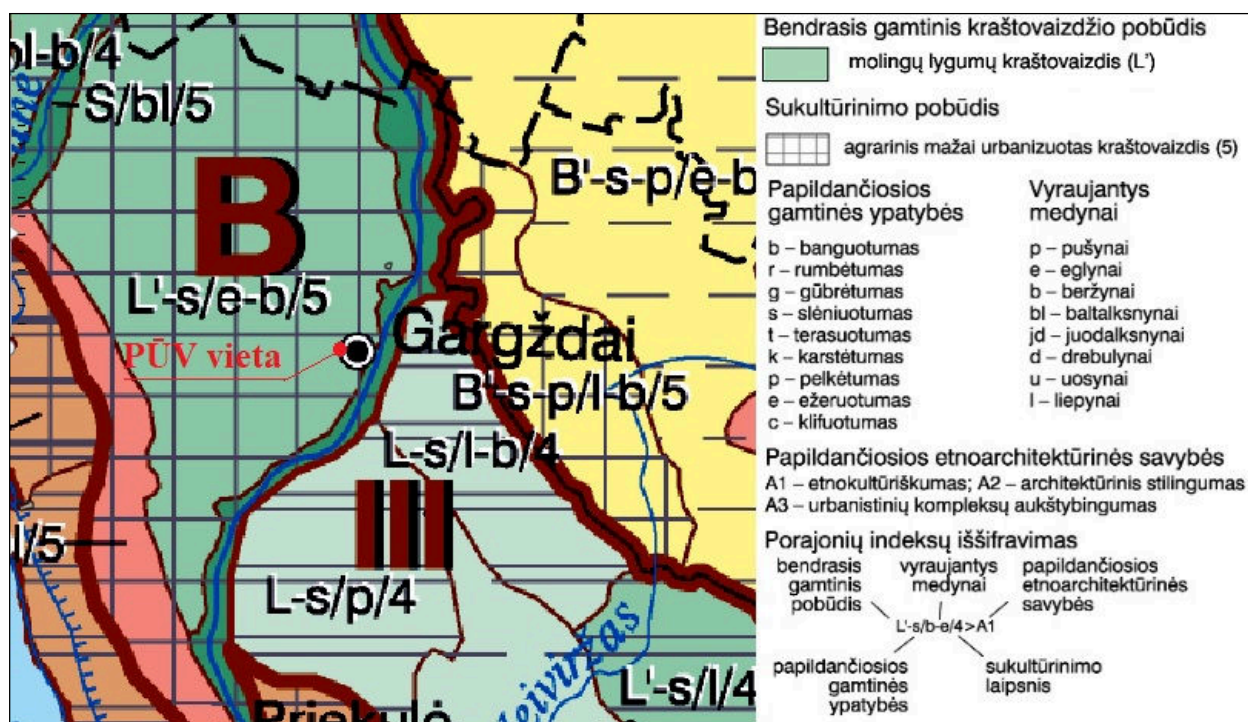 bl-b/4
S/bl/5
B
L'-s/e-b/5
PŪV vieta
Gargždai
B'-s-p/e-b
B'-s-p/l-b/5
L-s/l-b/4
III
L-s/p/4
l/5
L'-s/l/4
Priekulė
Bendrasis gamtinis kraštovaizdžio pobūdis
molingų lygumų kraštovaizdis (L')
Sukultūrinimo pobūdis
agrarinis mažai urbanizuotas kraštovaizdis (5)
Papildančiosios
gamtinės ypatybės
b – banguotumas
r – rumbėtumas
g – gūbrėtumas
s – slėniuotumas
t – terasuotumas
k – karstėtumas
p – pelkėtumas
e – ežeruotumas
c – klifuotumas
Vyraujantys
medynai
p – pušynai
e – eglynai
b – beržynai
bl – baltalksnynai
jd – juodalksnynai
d – drebulynai
u – uosynai
l – liepynai
Papildančiosios etnoarchitektūrinės savybės
A1 – etnokultūriškumas; A2 – architektūrinis stilingumas
A3 – urbanistinių kompleksų aukštybingumas
Porajonių indeksų iššifravimas
bendrasis
gamtinis
pobūdis
vyraujantys
medynai
papildančiosios
etnoarchitektūrinės
savybės
L'-s/b-e/4>A1
papildančiosios
gamtinės
ypatybės
sukultūrinimo
laipsnis